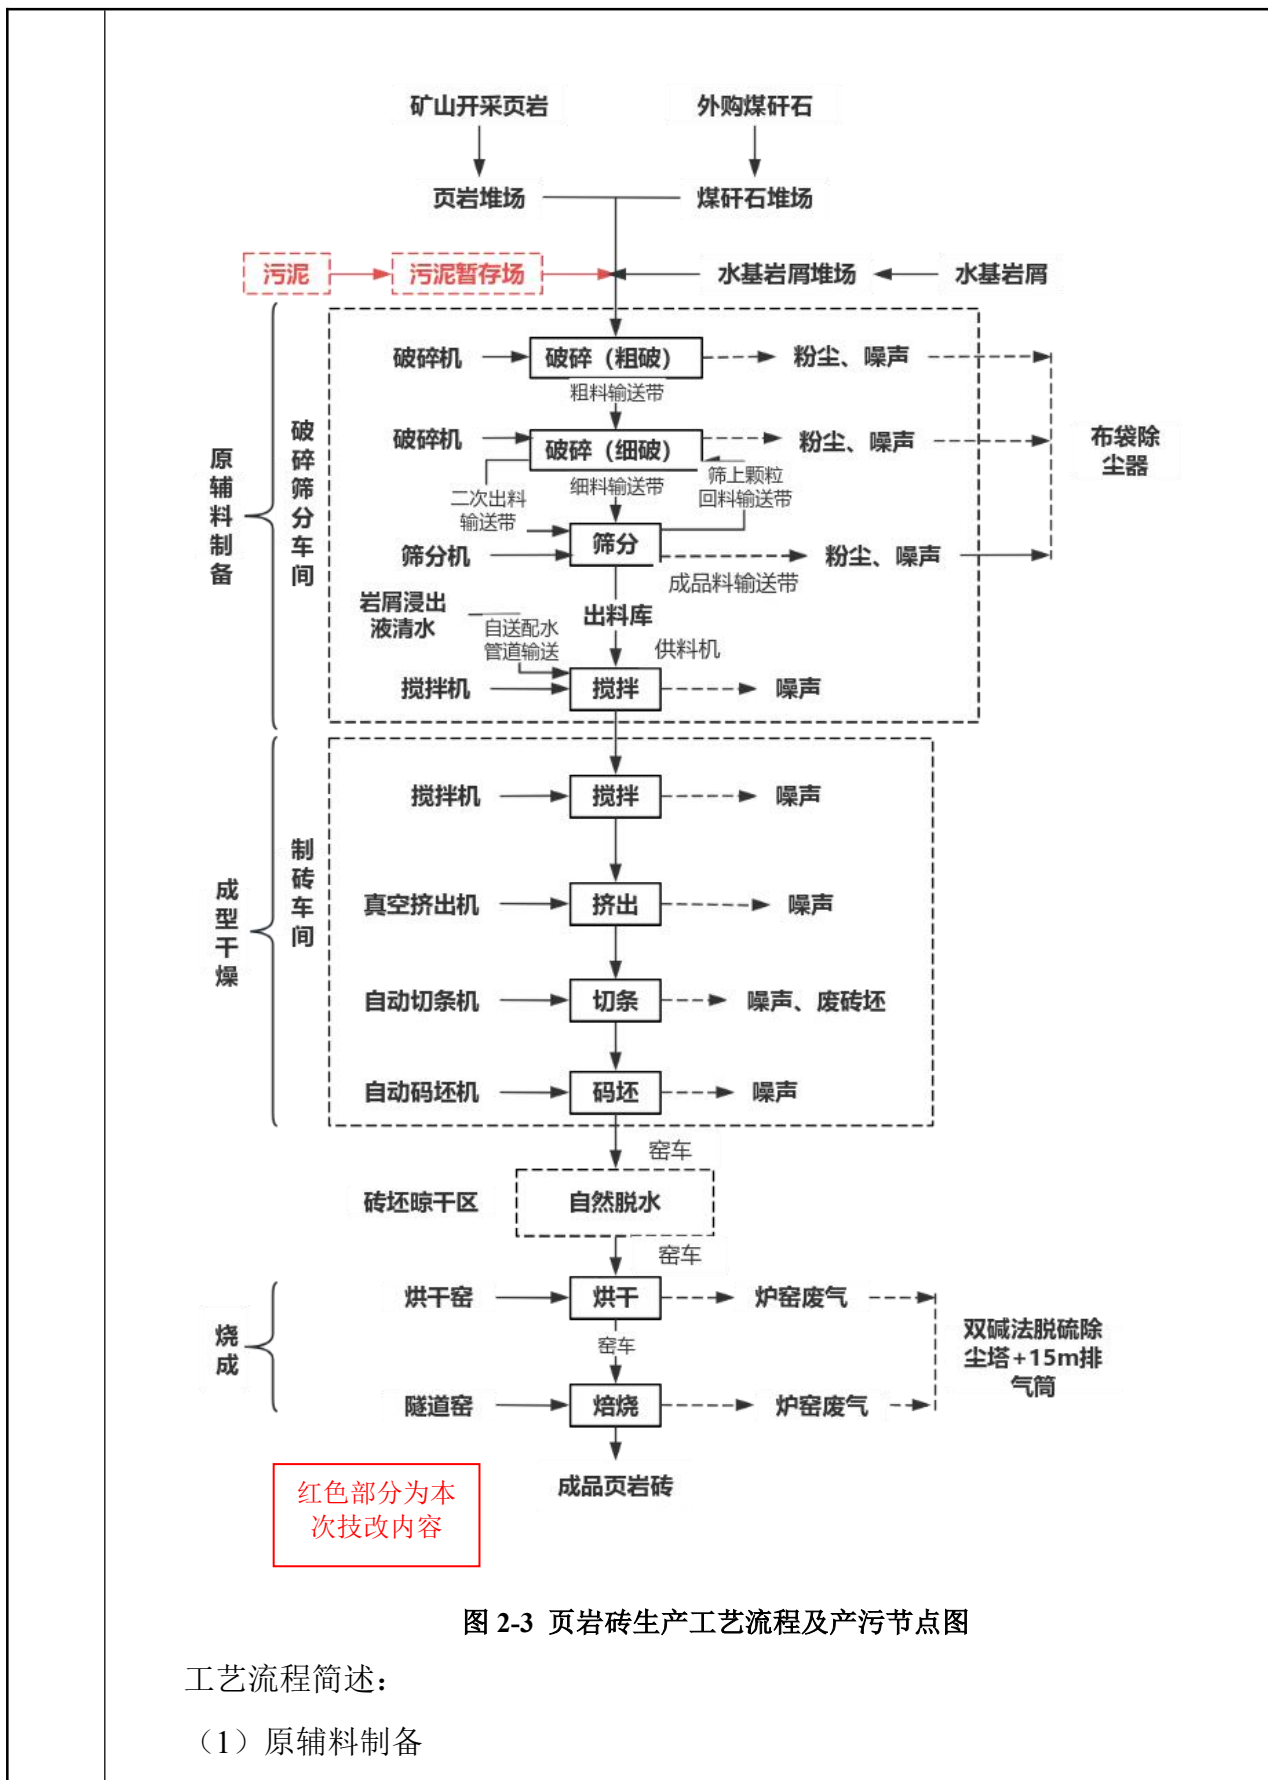 矿山开采页岩
外购煤矸石
页岩堆场
煤矸石堆场
污泥
污泥暂存场
水基岩屑堆场
水基岩屑
破碎机
破碎（粗破）
粉尘、噪声
粗料输送带
破碎机
破碎（细破）
粉尘、噪声
布袋除
尘器
二次出料
输送带
细料输送带
筛上颗粒
回料输送带
筛分机
筛分
粉尘、噪声
成品料输送带
岩屑浸出
液清水
自送配水
管道输送
出料库
供料机
搅拌机
搅拌
噪声
原辅料制备
破碎筛分车间
搅拌机
搅拌
噪声
真空挤出机
挤出
噪声
自动切条机
切条
噪声、废砖坯
自动码坯机
码坯
噪声
成型干燥
制砖车间
窑车
砖坯晾干区
自然脱水
窑车
烘干窑
烘干
炉窑废气
窑车
双碱法脱硫除
尘塔+15m排
气筒
隧道窑
焙烧
炉窑废气
烧成
成品页岩砖
红色部分为本
次技改内容
图 2-3 页岩砖生产工艺流程及产污节点图
工艺流程简述：
（1）原辅料制备